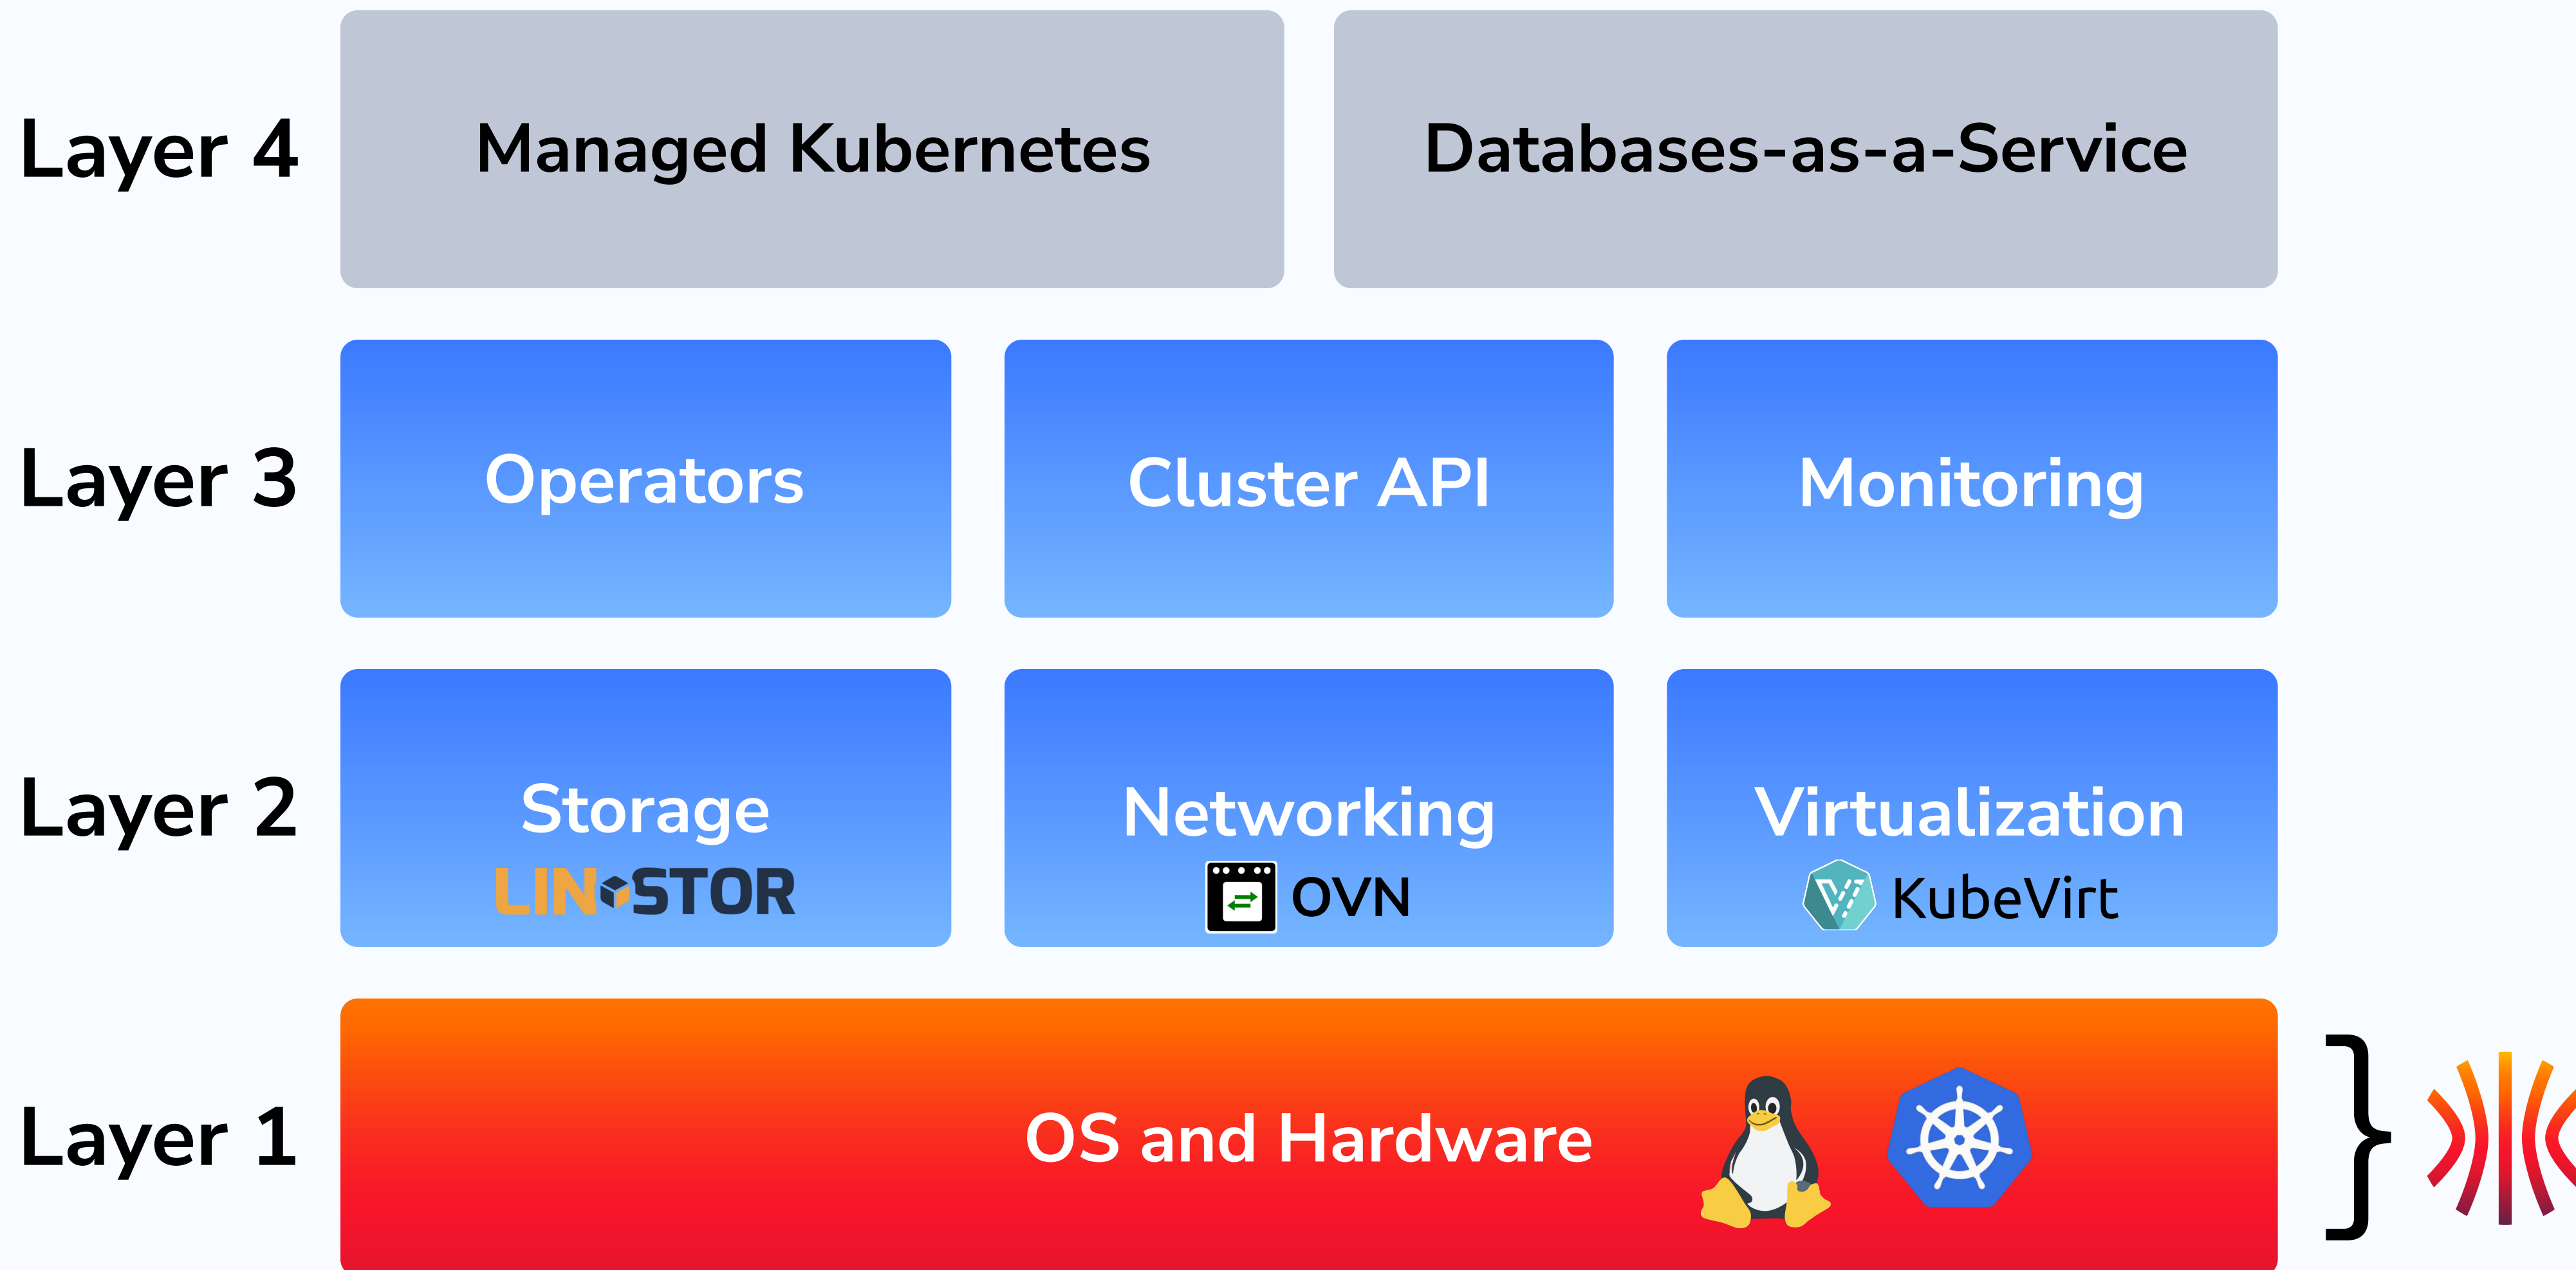 Layer 4
Managed Kubernetes
Databases-as-a-Service
Layer 3
Operators
Cluster API
Monitoring
Layer 2
Storage
LINSTOR
Networking
OVN
Virtualization
KubeVirt
Layer 1
OS and Hardware